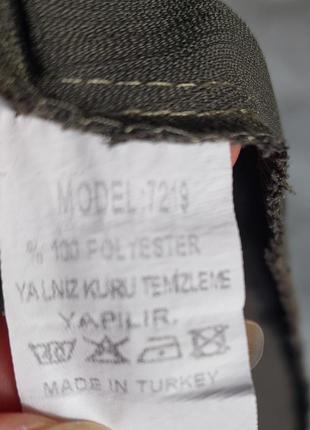 MODEL:7219
% 100 POLYESTER
YALNIZ KURU TEMİZLEME
YAPILIR.
MADE IN TURKEY